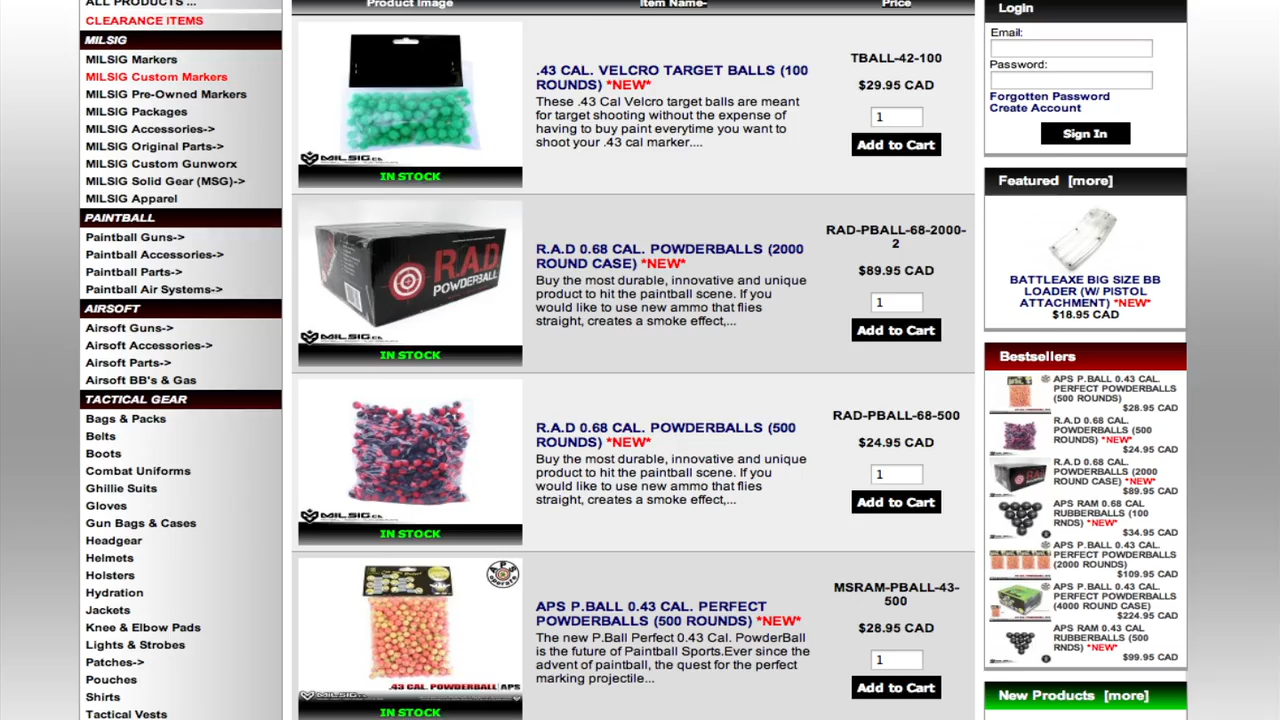 ALL PRODUCTS ...
CLEARANCE ITEMS
MILSIG
MILSIG Markers
MILSIG Custom Markers
MILSIG Pre-Owned Markers
MILSIG Packages
MILSIG Accessories->
MILSIG Original Parts->
MILSIG Custom Gunworx
MILSIG Solid Gear (MSG)->
MILSIG Apparel
PAINTBALL
Paintball Guns->
Paintball Accessories->
Paintball Parts->
Paintball Air Systems->
AIRSOFT
Airsoft Guns->
Airsoft Accessories->
Airsoft Parts->
Airsoft BB's & Gas
TACTICAL GEAR
Bags & Packs
Belts
Boots
Combat Uniforms
Ghillie Suits
Gloves
Gun Bags & Cases
Headgear
Helmets
Holsters
Hydration
Jackets
Knee & Elbow Pads
Lights & Strobes
Patches->
Pouches
Shirts
Tactical Vests
Product Image Item Name- Price
MILSIG.CA
IN STOCK
.43 CAL. VELCRO TARGET BALLS (100
ROUNDS) *NEW*
These .43 Cal Velcro target balls are meant
for target shooting without the expense of
having to buy paint everytime you want to
shoot your .43 cal marker....
TBALL-42-100
$29.95 CAD
1
Add to Cart
R.A.D
POWDERBALL
MILSIG.CA
IN STOCK
R.A.D 0.68 CAL. POWDERBALLS (2000
ROUND CASE) *NEW*
Buy the most durable, innovative and unique
product to hit the paintball scene. If you
would like to use new ammo that flies
straight, creates a smoke effect,...
RAD-PBALL-68-2000-
2
$89.95 CAD
1
Add to Cart
MILSIG.CA
IN STOCK
R.A.D 0.68 CAL. POWDERBALLS (500
ROUNDS) *NEW*
Buy the most durable, innovative and unique
product to hit the paintball scene. If you
would like to use new ammo that flies
straight, creates a smoke effect,...
RAD-PBALL-68-500
$24.95 CAD
1
Add to Cart
APS
.43 CAL. POWDERBALL | APS
MILSIG.CA
IN STOCK
APS P.BALL 0.43 CAL. PERFECT
POWDERBALLS (500 ROUNDS) *NEW*
The new P.Ball Perfect 0.43 Cal. PowderBall
is the future of Paintball Sports.Ever since the
advent of paintball, the quest for the perfect
marking projectile...
MSRAM-PBALL-43-
500
$28.95 CAD
1
Add to Cart
Login
Email:
Password:
Forgotten Password
Create Account
Sign In
Featured [more]
BATTLEAXE BIG SIZE BB
LOADER (W/ PISTOL
ATTACHMENT) *NEW*
$18.95 CAD
Bestsellers
APS P.BALL 0.43 CAL.
PERFECT POWDERBALLS
(500 ROUNDS)
$28.95 CAD
R.A.D 0.68 CAL.
POWDERBALLS (500
ROUNDS) *NEW*
$24.95 CAD
R.A.D 0.68 CAL.
POWDERBALLS (2000
ROUND CASE) *NEW*
$89.95 CAD
APS RAM 0.68 CAL
RUBBERBALLS (100
RNDS) *NEW*
$34.95 CAD
APS P.BALL 0.43 CAL.
PERFECT POWDERBALLS
(2000 ROUNDS)
$109.95 CAD
APS P.BALL 0.43 CAL.
PERFECT POWDERBALLS
(4000 ROUND CASE)
$224.95 CAD
APS RAM 0.43 CAL
RUBBERBALLS (500
RNDS) *NEW*
$99.95 CAD
New Products [more]